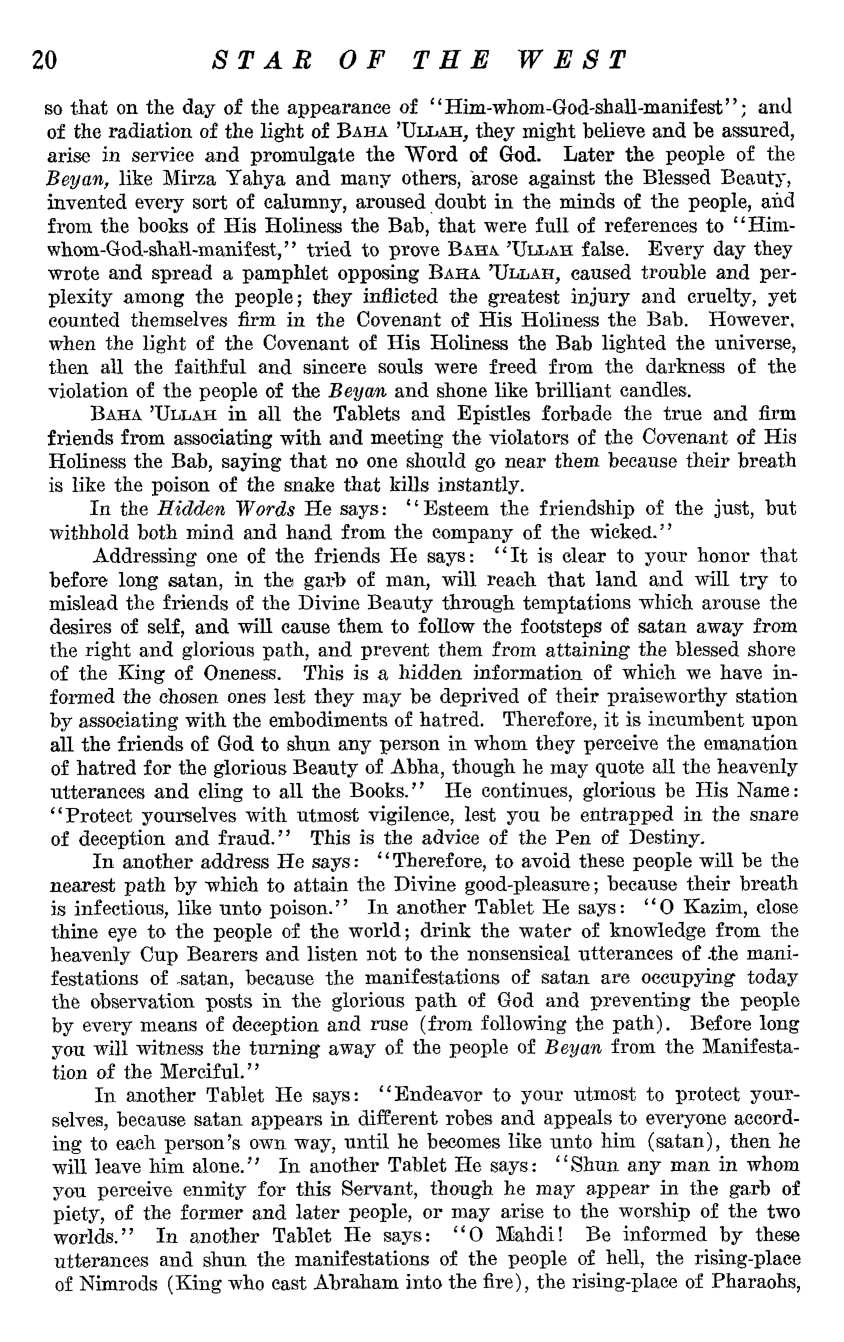 20 STAR OF THE WEST
so that on the day of the appearance of "Him-whom-God-shall-manifest"; and
of the radiation of the light of BAHA 'ULLAH, they might believe and be assured,
arise in service and promulgate the Word of God. Later the people of the
Beyan, like Mirza Yahya and many others, arose against the Blessed Beauty,
invented every sort of calumny, aroused doubt in the minds of the people, and
from the books of His Holiness the Bab, that were full of references to "Him-
whom-God-shall-manifest," tried to prove BAHA 'ULLAH false. Every day they
wrote and spread a pamphlet opposing BAHA 'ULLAH, caused trouble and per-
plexity among the people; they inflicted the greatest injury and cruelty, yet
counted themselves firm in the Covenant of His Holiness the Bab. However,
when the light of the Covenant of His Holiness the Bab lighted the universe,
then all the faithful and sincere souls were freed from the darkness of the
violation of the people of the Beyan and shone like brilliant candles.
BAHA 'ULLAH in all the Tablets and Epistles forbade the true and firm
friends from associating with and meeting the violators of the Covenant of His
Holiness the Bab, saying that no one should go near them because their breath
is like the poison of the snake that kills instantly.
In the Hidden Words He says: "Esteem the friendship of the just, but
withhold both mind and hand from the company of the wicked."
Addressing one of the friends He says: "It is clear to your honor that
before long satan, in the garb of man, will reach that land and will try to
mislead the friends of the Divine Beauty through temptations which arouse the
desires of self, and will cause them to follow the footsteps of satan away from
the right and glorious path, and prevent them from attaining the blessed shore
of the King of Oneness. This is a hidden information of which we have in-
formed the chosen ones lest they may be deprived of their praiseworthy station
by associating with the embodiments of hatred. Therefore, it is incumbent upon
all the friends of God to shun any person in whom they perceive the emanation
of hatred for the glorious Beauty of Abha, though he may quote all the heavenly
utterances and cling to all the Books." He continues, glorious be His Name:
"Protect yourselves with utmost vigilence, lest you be entrapped in the snare
of deception and fraud." This is the advice of the Pen of Destiny.
In another address He says: "Therefore, to avoid these people will be the
nearest path by which to attain the Divine good-pleasure; because their breath
is infectious, like unto poison." In another Tablet He says: "O Kazim, close
thine eye to the people of the world; drink the water of knowledge from the
heavenly Cup Bearers and listen not to the nonsensical utterances of the mani-
festations of satan, because the manifestations of satan are occupying today
the observation posts in the glorious path of God and preventing the people
by every means of deception and ruse (from following the path). Before long
you will witness the turning away of the people of Beyan from the Manifesta-
tion of the Merciful."
In another Tablet He says: "Endeavor to your utmost to protect your-
selves, because satan appears in different robes and appeals to everyone accord-
ing to each person's own way, until he becomes like unto him (satan), then he
will leave him alone." In another Tablet He says: "Shun any man in whom
you perceive enmity for this Servant, though he may appear in the garb of
piety, of the former and later people, or may arise to the worship of the two
worlds." In another Tablet He says: "O Mahdi! Be informed by these
utterances and shun the manifestations of the people of hell, the rising-place
of Nimrods (King who cast Abraham into the fire), the rising-place of Pharaohs,